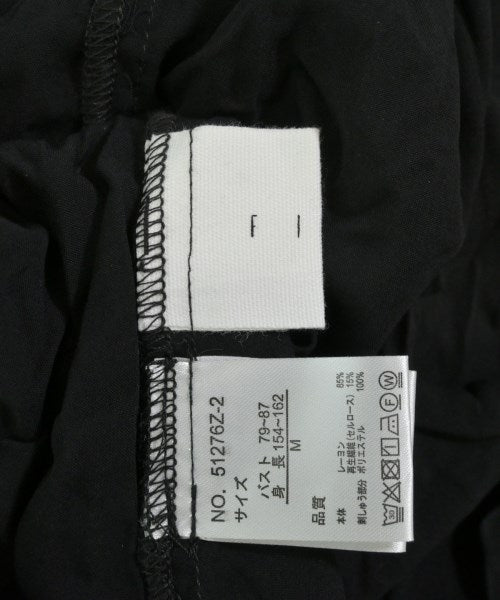 F I
NO. 51276Z-2
サイズ
バスト 79~87
身 長 154~162
M
品質
本体 レーヨン 85%
再生繊維(セルロース) 15%
刺しゅう部分 ポリエステル 100%
30 F W